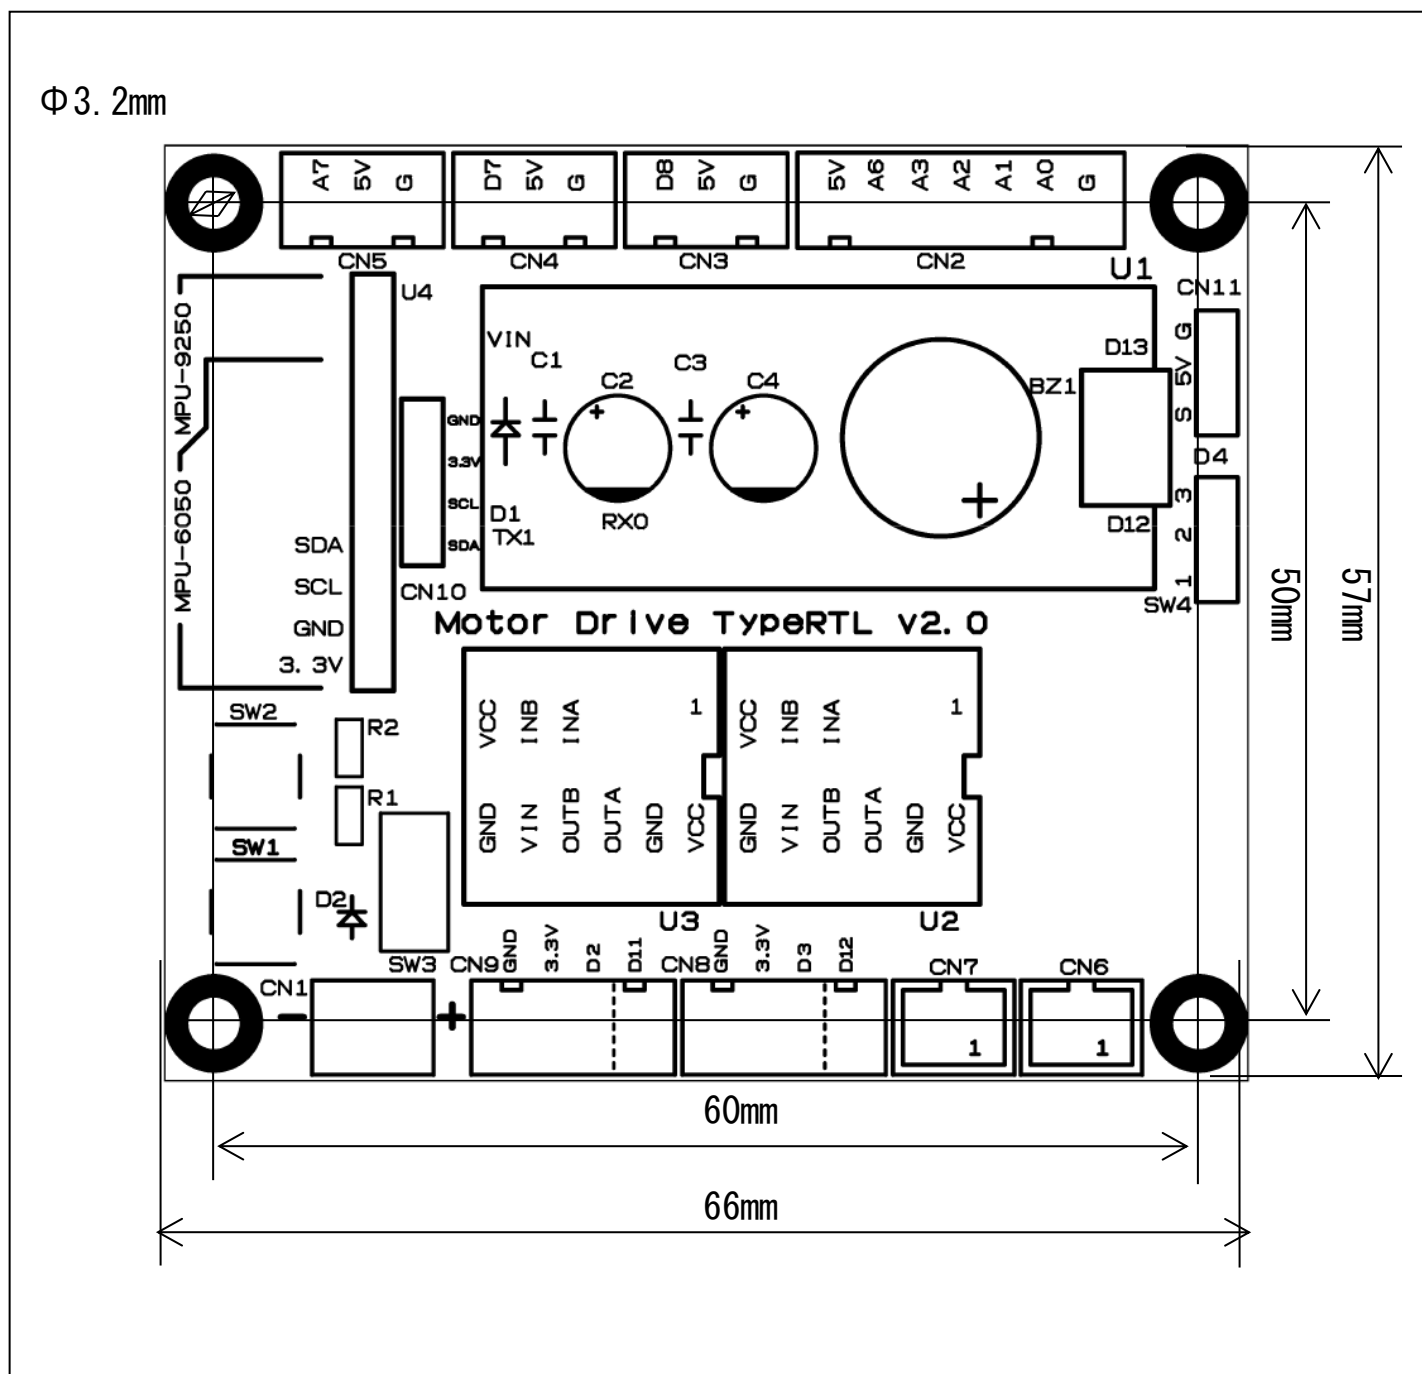 Φ3.2mm
A7 5V G
D7 5V G
D8 5V G
5V A6 A3 A2 A1 A0 G
CN5
CN4
CN3
CN2
U1
U4
CN11
G
5V
S
MPU-9250
MPU-6050
VIN
C1
C2
C3
C4
BZ1
D13
D12
D4
GND
3.3V
SCL
SDA
+
+
+
D1
TX1
RX0
3
2
1
SW4
SDA
SCL
GND
3.3V
CN10
Motor Drive TypeRTL v2.0
50mm
57mm
SW2
R2
R1
SW1
D2
VCC INB INA 1
GND VIN OUTB OUTA GND VCC
VCC INB INA 1
GND VIN OUTB OUTA GND VCC
U3
U2
SW3
CN9
GND 3.3V D2 D11
CN8
GND 3.3V D3 D12
CN7
CN6
CN1
-
+
1
1
60mm
66mm